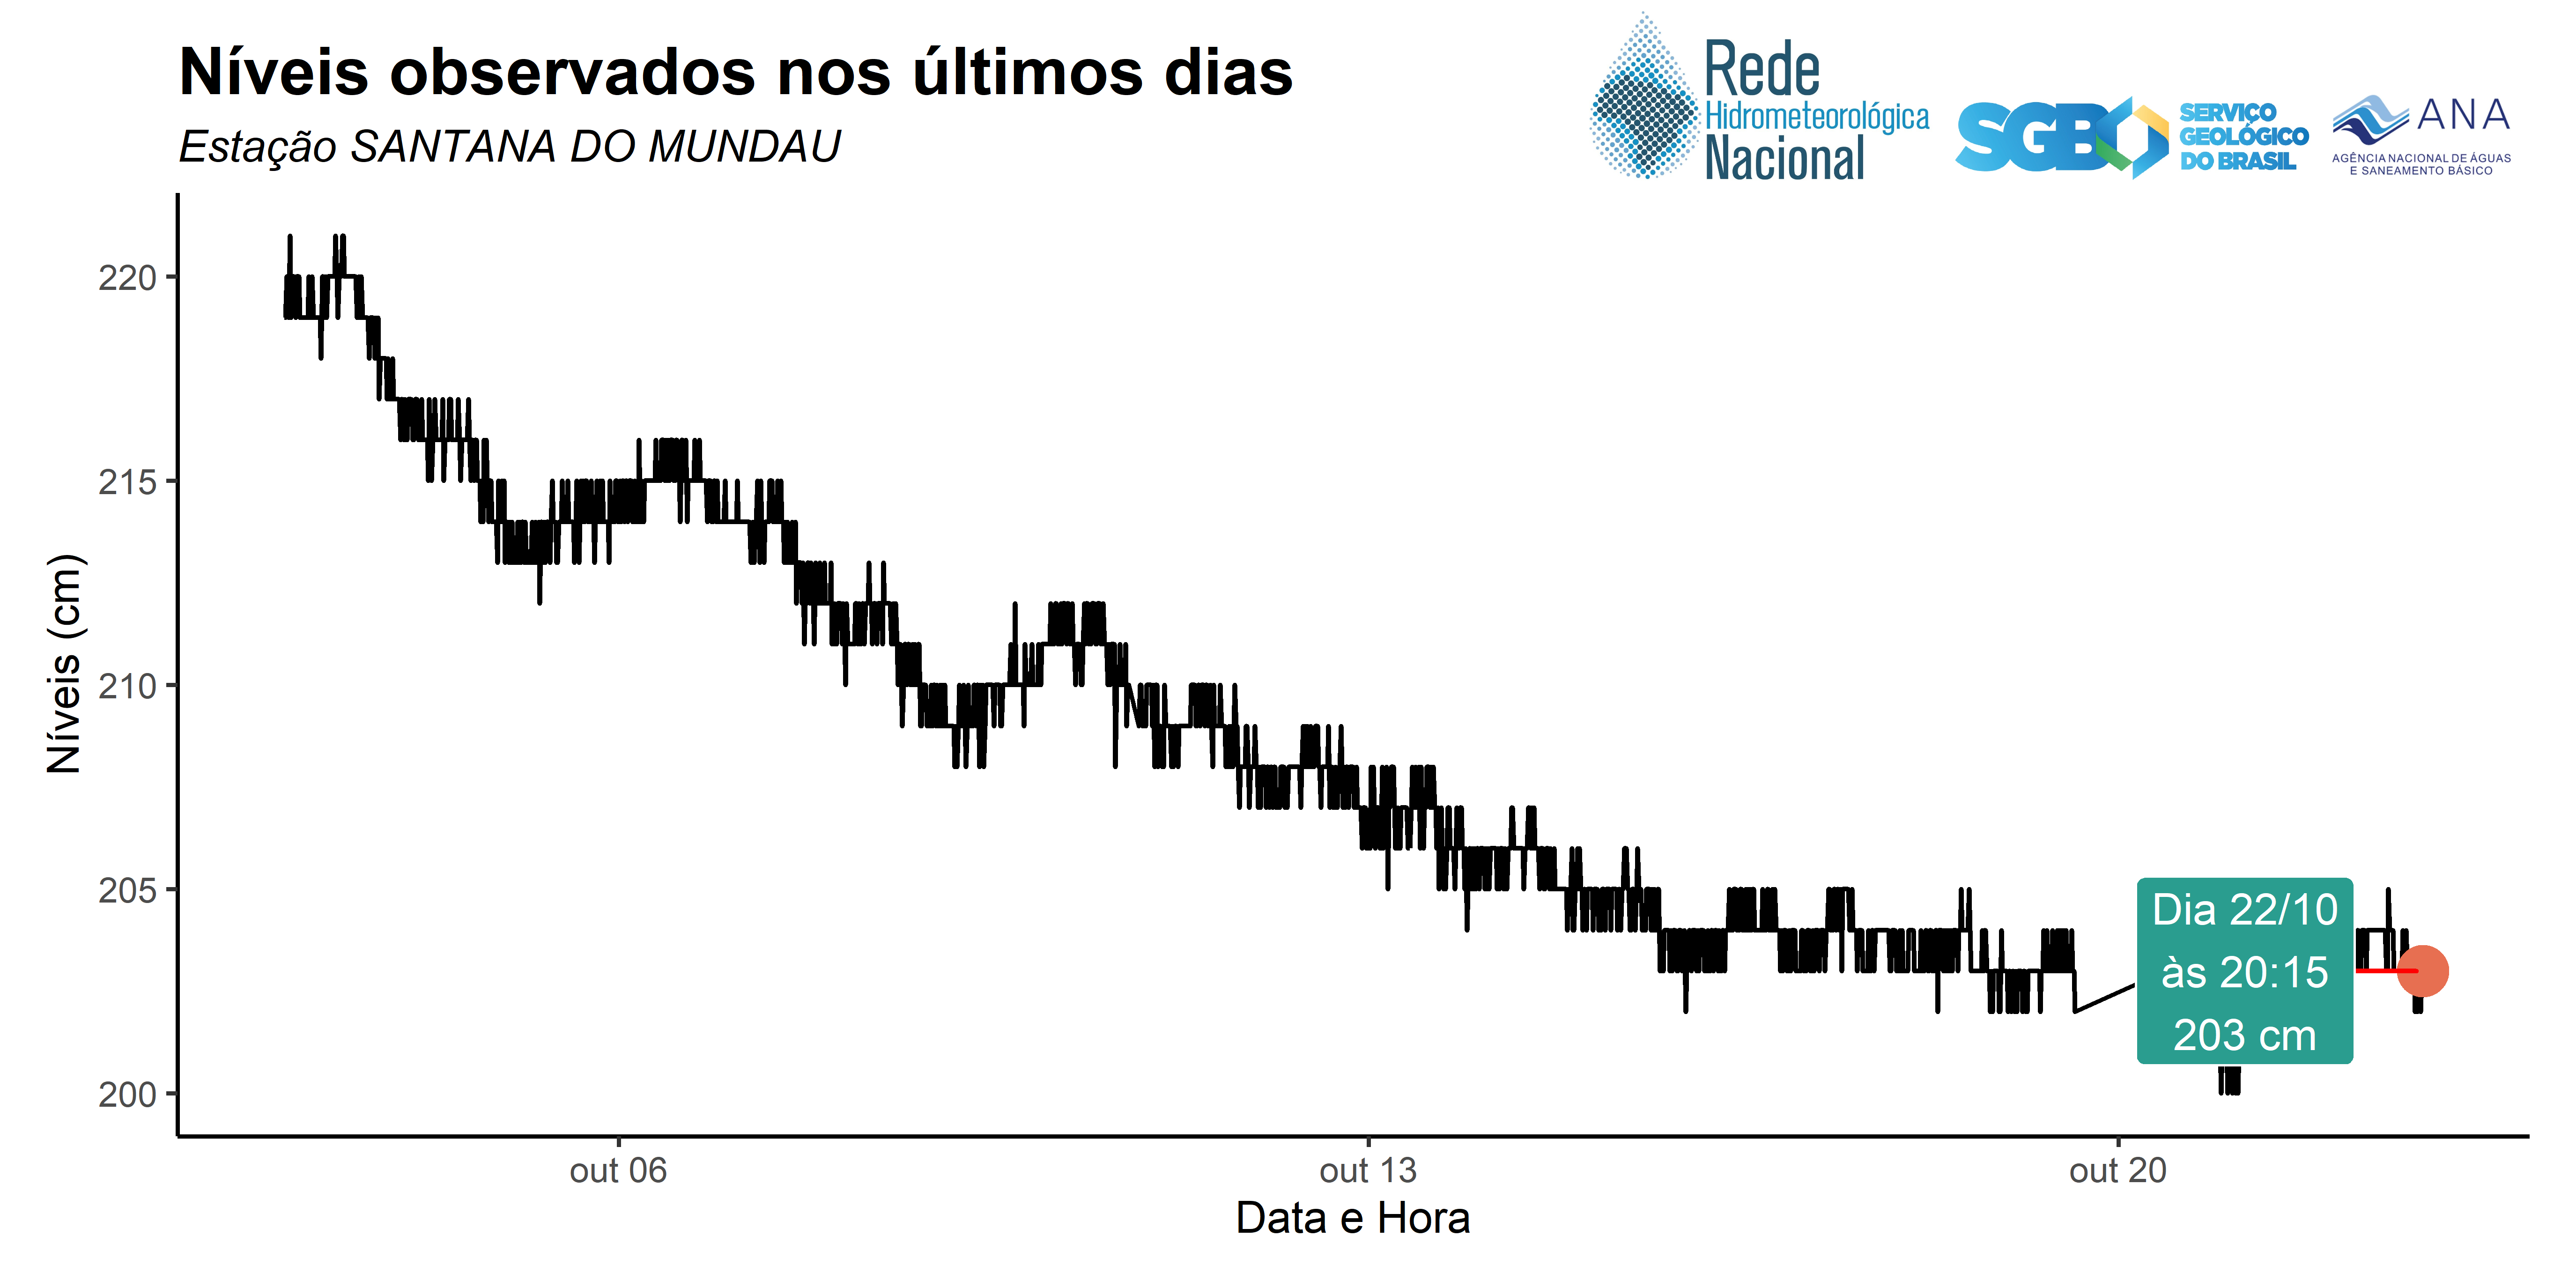 Níveis observados nos últimos dias
Estação SANTANA DO MUNDAU
Rede
Hidrometeorológica
Nacional
SGB
SERVIÇO
GEOLÓGICO
DO BRASIL
ANA
AGÊNCIA NACIONAL DE ÁGUAS
E SANEAMENTO BÁSICO
Níveis (cm)
220
215
210
205
200
Dia 22/10
às 20:15
203 cm
out 06
out 13
out 20
Data e Hora